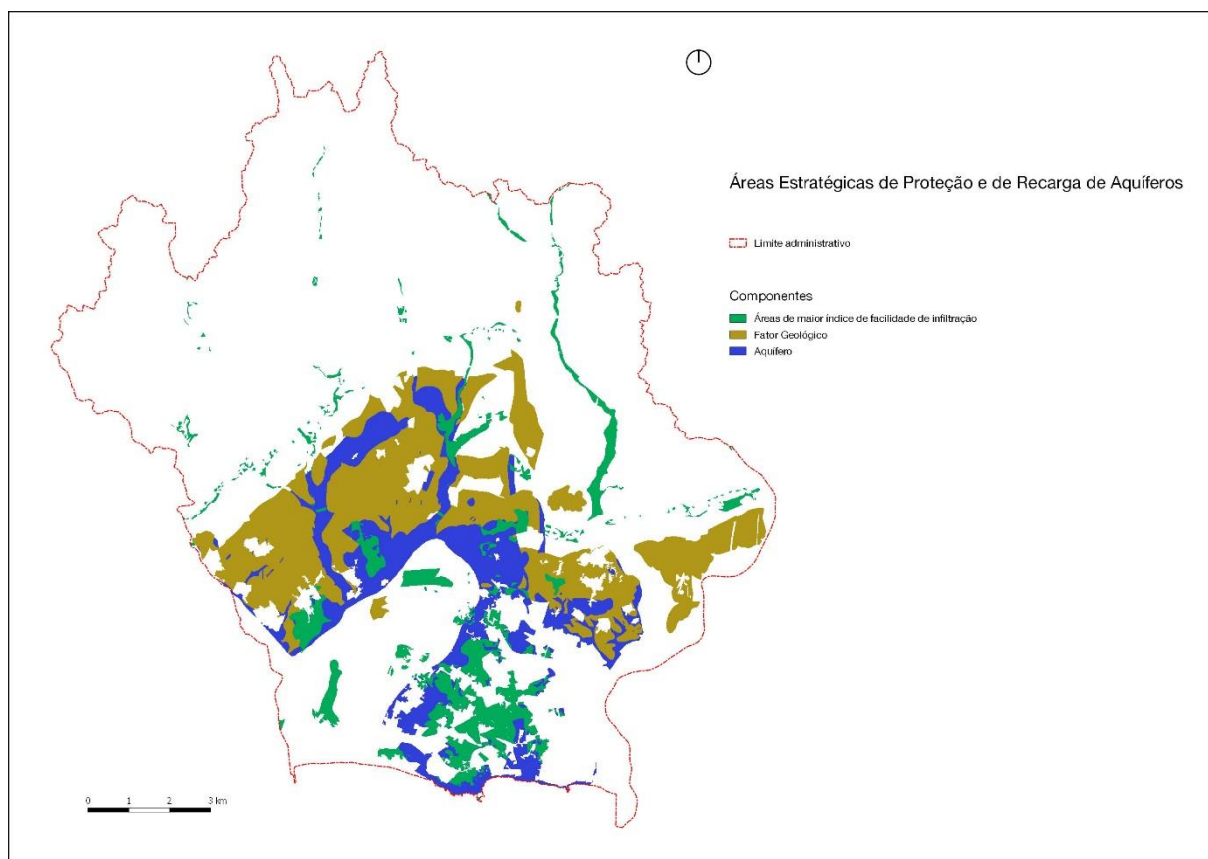 Áreas Estratégicas de Proteção e de Recarga de Aquíferos
Limite administrativo
Componentes
Áreas de maior índice de facilidade de infiltração
Fator Geológico
Aquífero
0 1 2 3 km